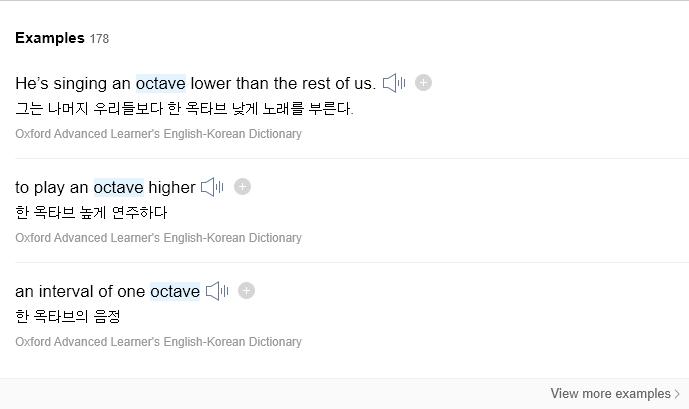 Examples 178
He’s singing an octave lower than the rest of us.
그는 나머지 우리들보다 한 옥타브 낮게 노래를 부른다.
Oxford Advanced Learner's English-Korean Dictionary
to play an octave higher
한 옥타브 높게 연주하다
Oxford Advanced Learner's English-Korean Dictionary
an interval of one octave
한 옥타브의 음정
Oxford Advanced Learner's English-Korean Dictionary
View more examples